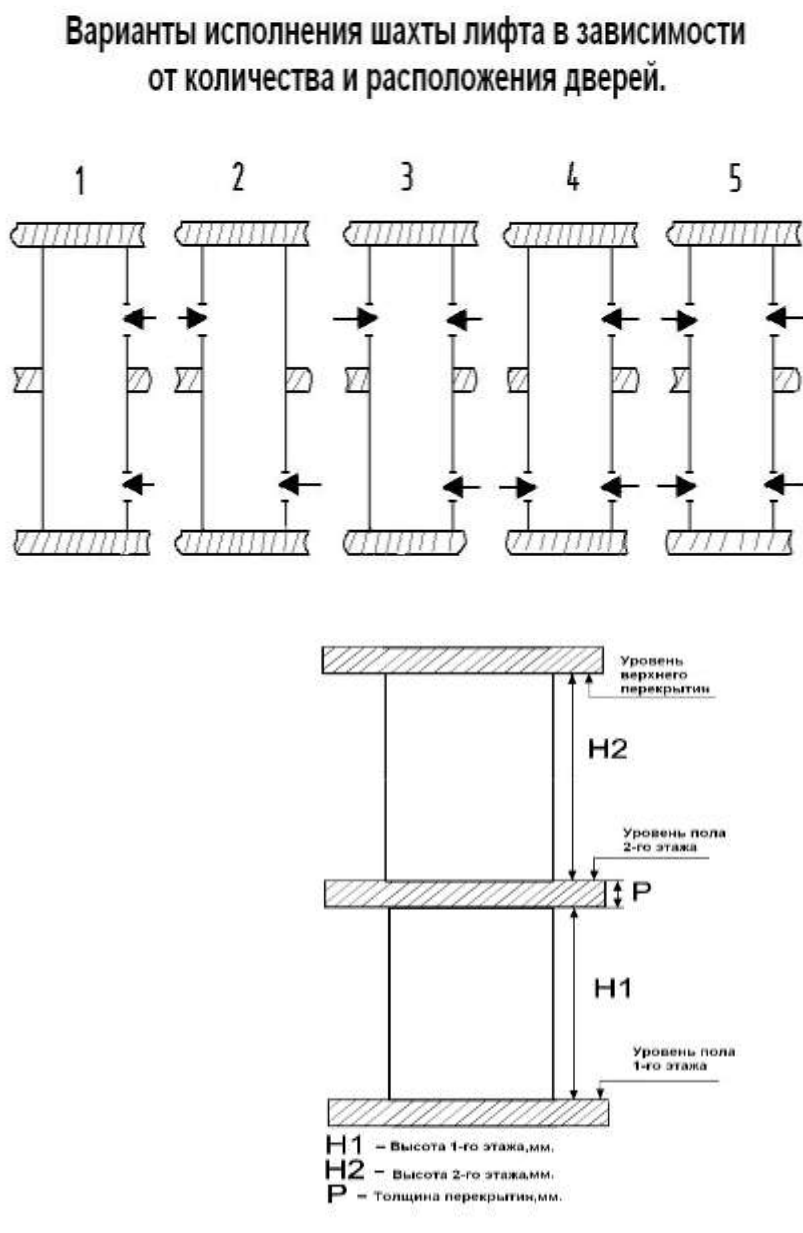 Варианты исполнения шахты лифта в зависимости
от количества и расположения дверей.
1 2 3 4 5
Уровень
верхнего
перекрытин
H2
Уровень пола
2-го этажа
P
H1
Уровень пола
1-го этажа
H1 – Высота 1-го этажа,мм.
H2 – Высота 2-го этажа,мм.
P – Толщина перекрытин,мм.